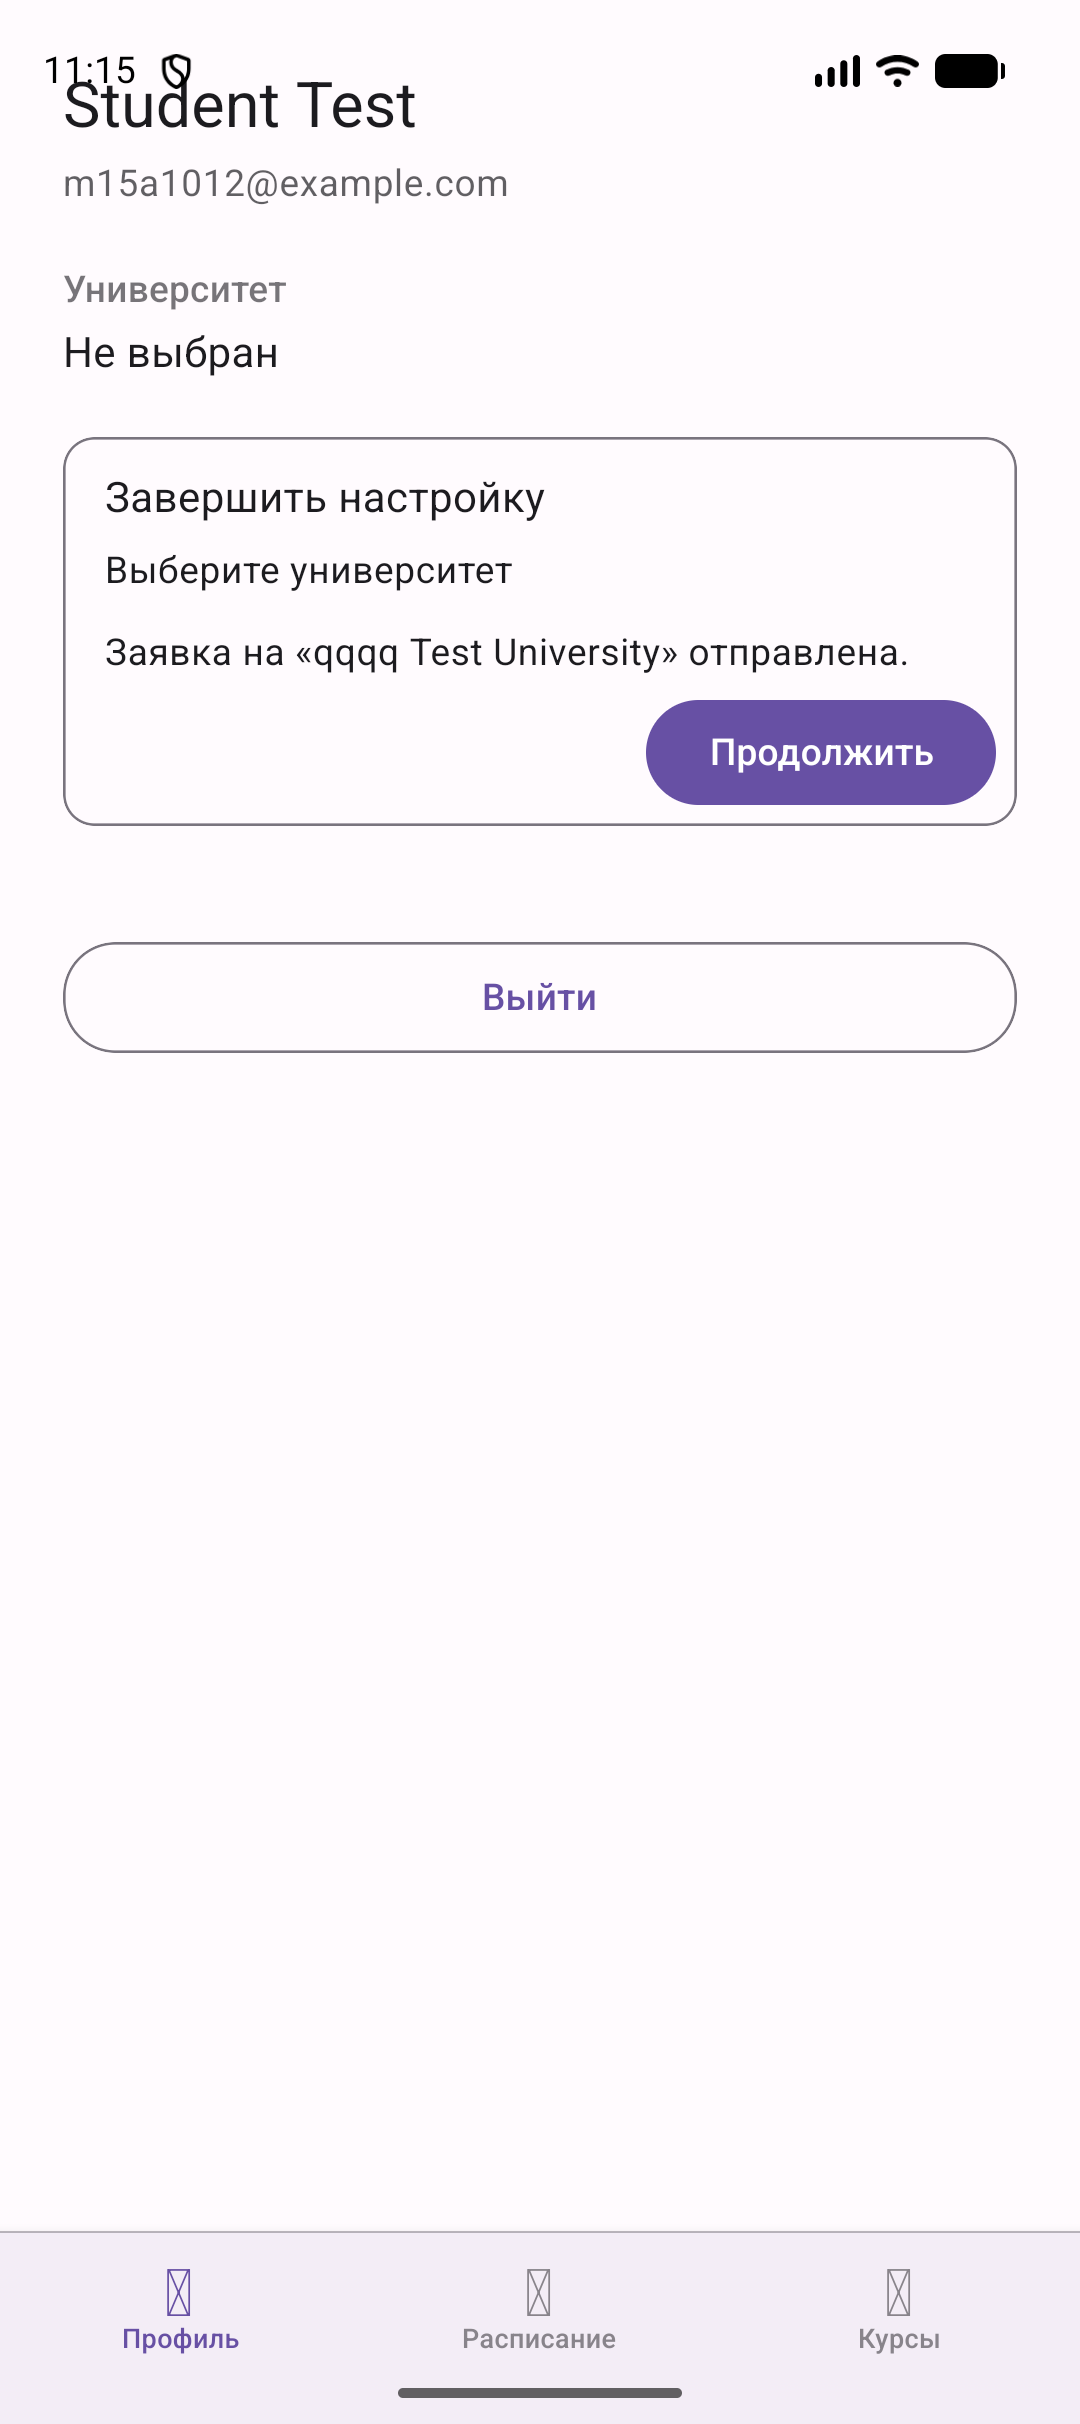 11:15
Student Test
m15a1012@example.com
Университет
Не выбран
Завершить настройку
Выберите университет
Заявка на «qqqq Test University» отправлена.
Продолжить
Выйти
Профиль
Расписание
Курсы